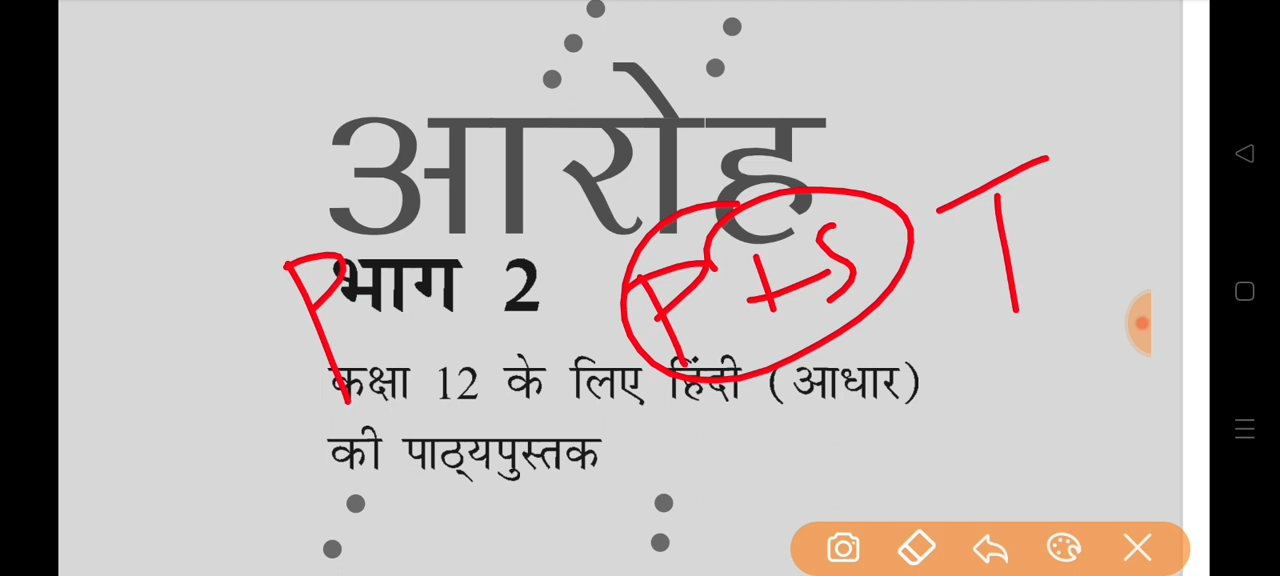 आरोह
भाग 2
P P+S T
कक्षा 12 के लिए हिंदी (आधार)
की पाठ्यपुस्तक